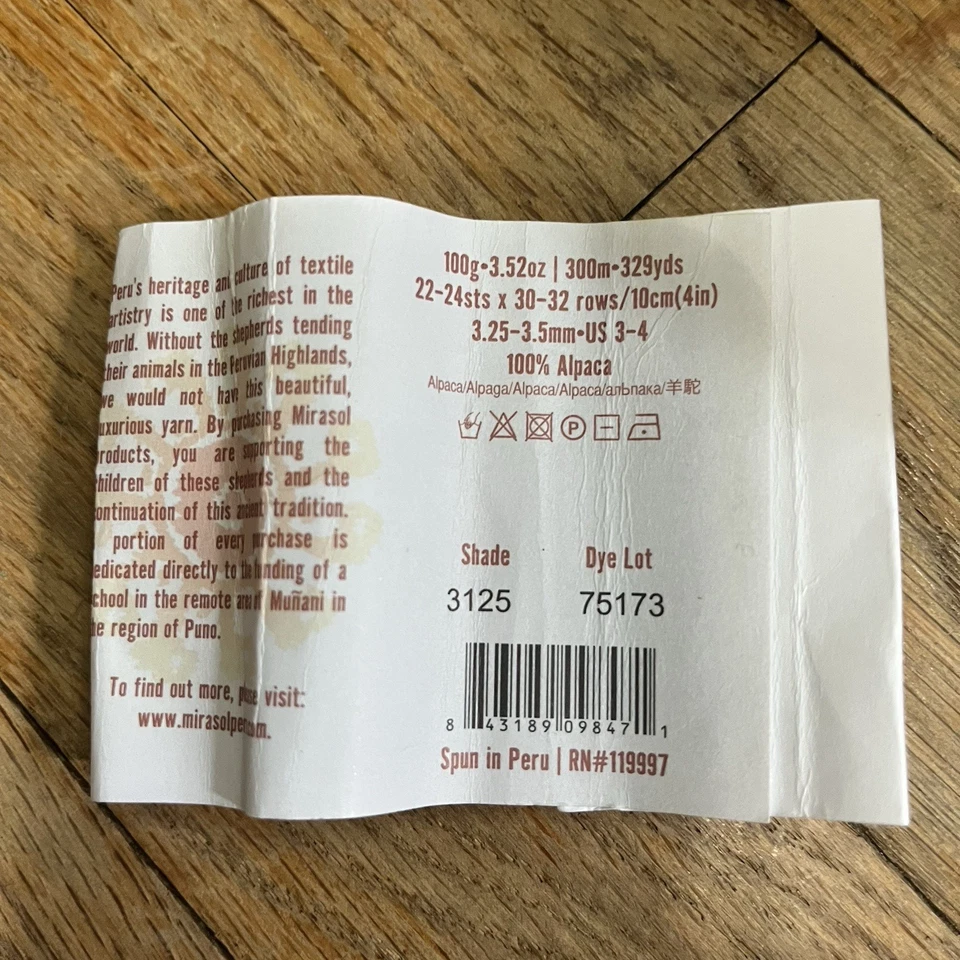 Peru's heritage and culture of textile
artistry is one of the richest in the
world. Without the shepherds tending
their animals in the Peruvian Highlands,
we would not have this beautiful,
luxurious yarn. By purchasing Mirasol
products, you are supporting the
children of these shepherds and the
continuation of this ancient tradition.
portion of every purchase is
dedicated directly to the funding of a
school in the remote area of Muñani in
the region of Puno.
To find out more, please visit:
www.mirasolperu.com.
100g•3.52oz | 300m•329yds
22-24sts x 30-32 rows/10cm(4in)
3.25-3.5mm•US 3-4
100% Alpaca
Alpaca/Alpaga/Alpaca/Alpaca/альпака/羊駝
P
Shade Dye Lot
3125 75173
8 43189 09847 1
Spun in Peru | RN#119997